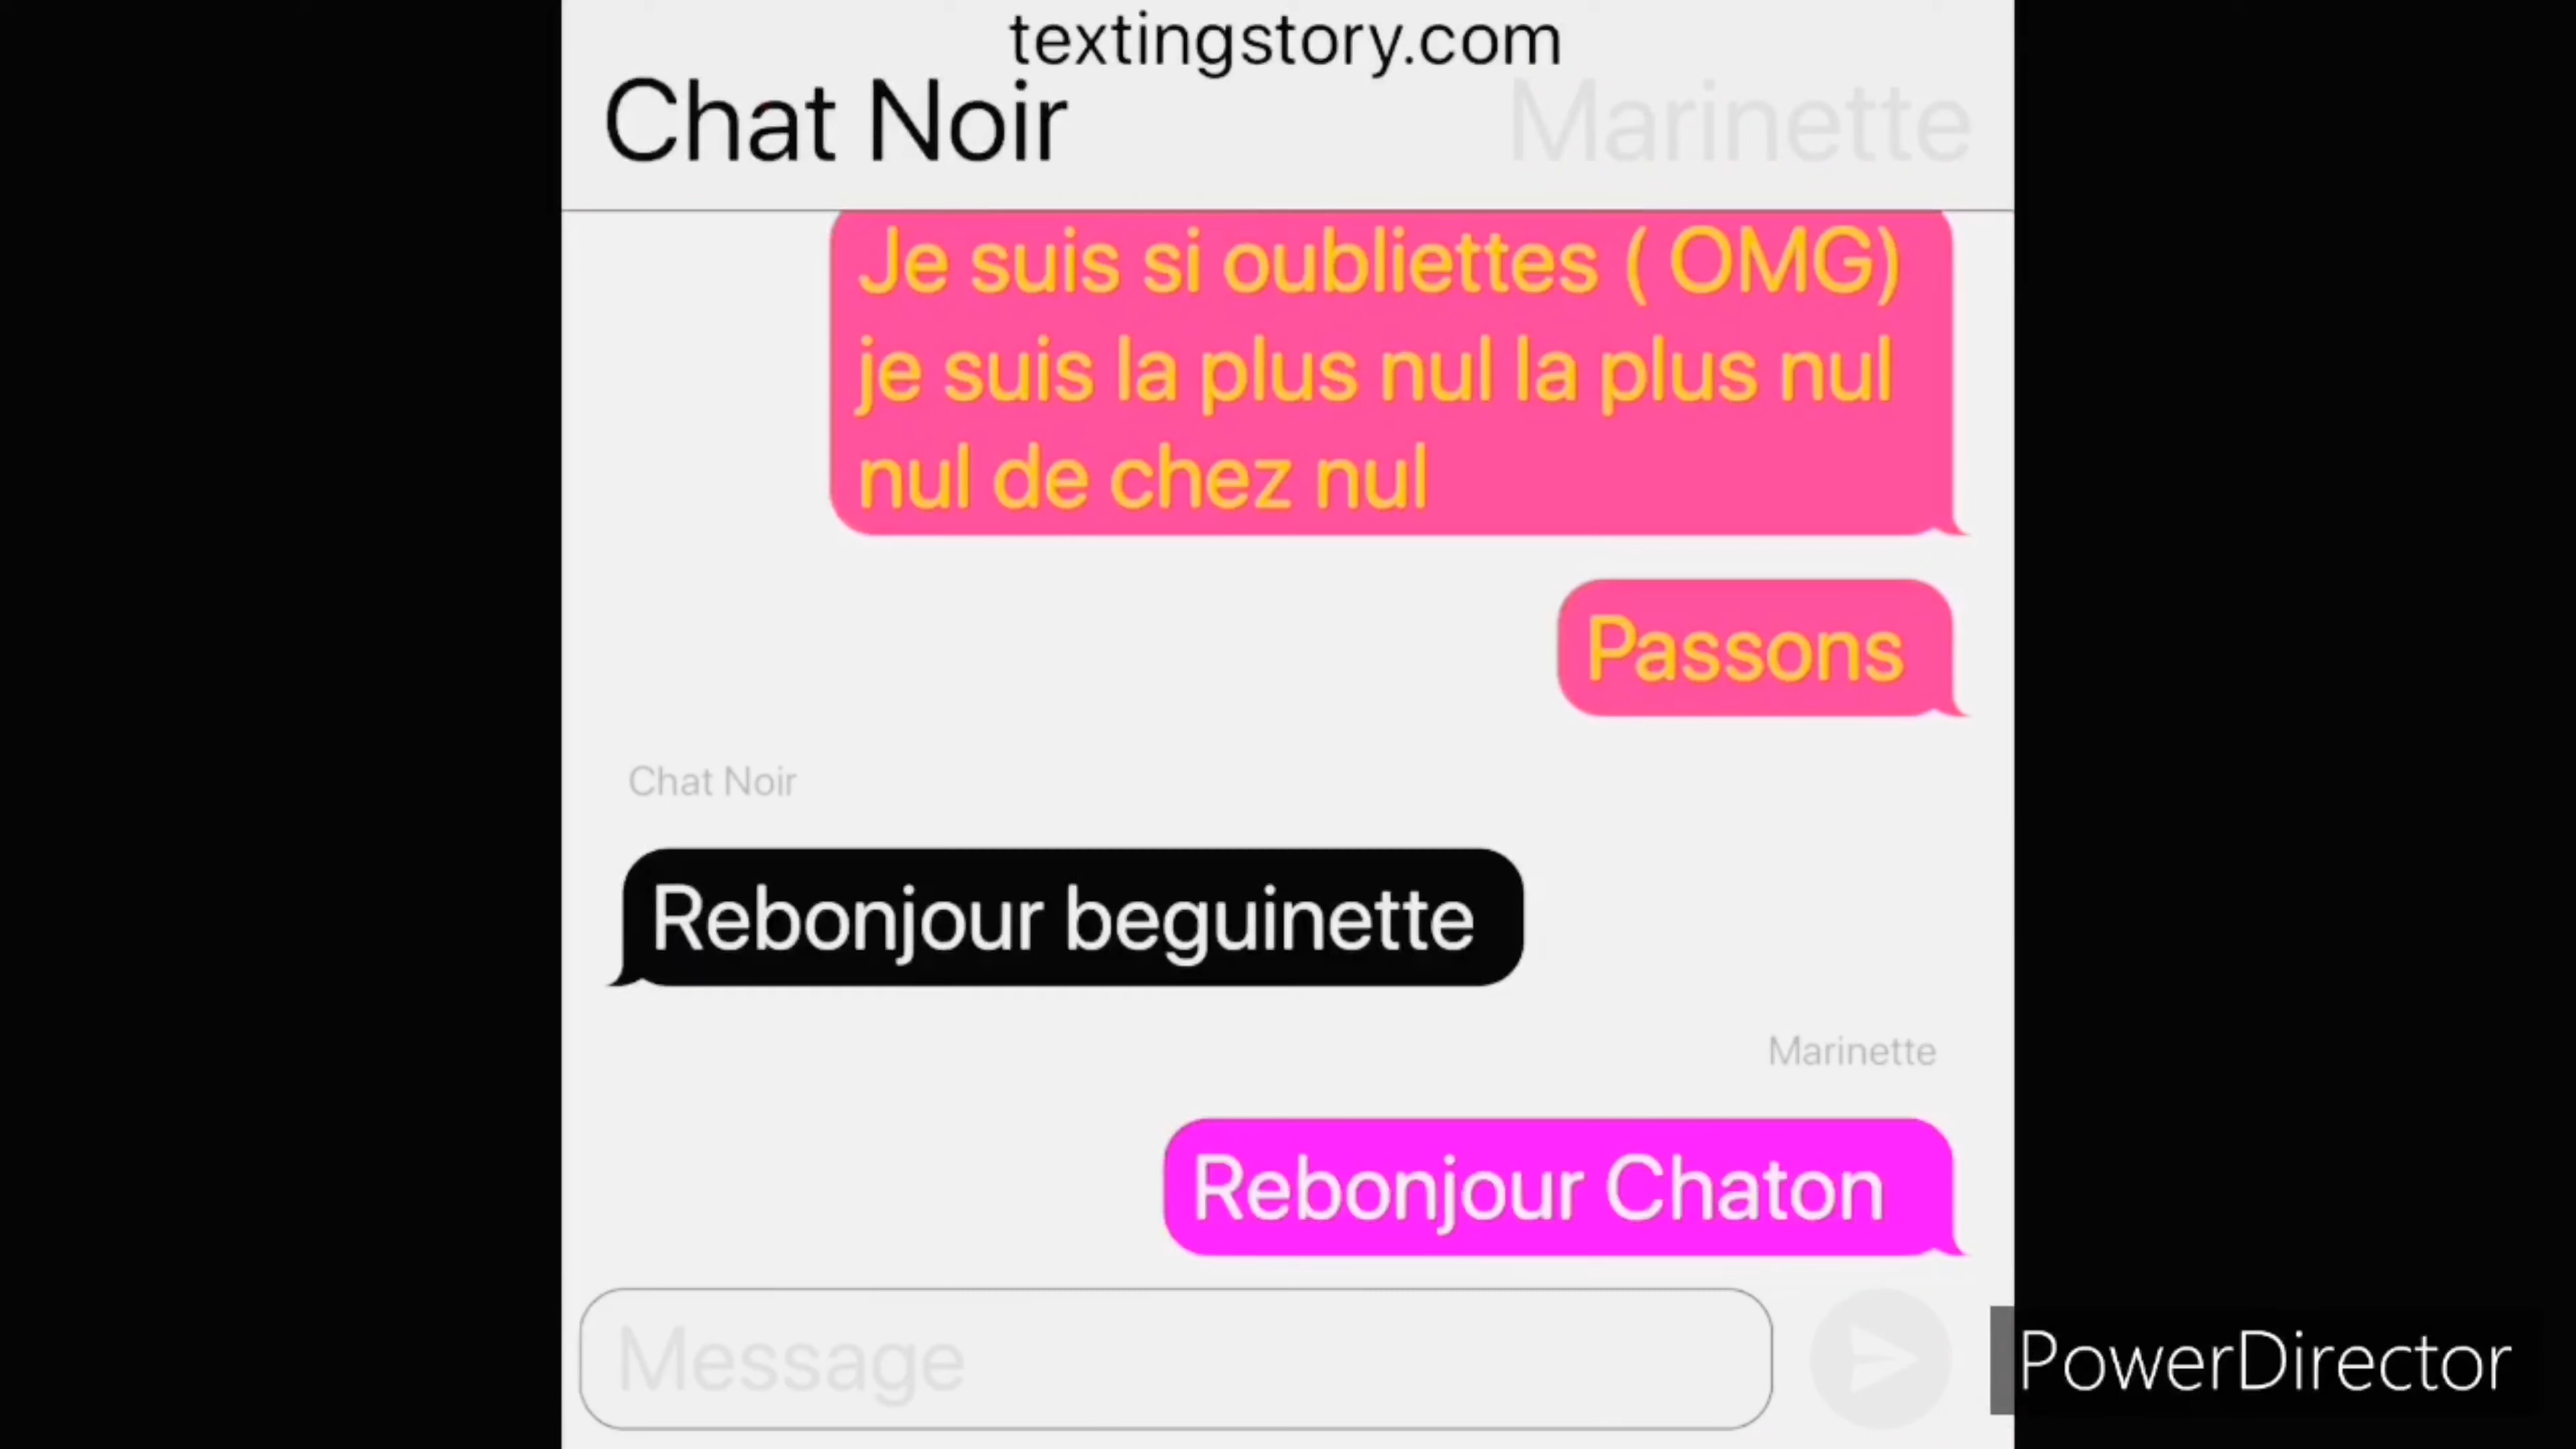 textingstory.com
Chat Noir Marinette
Je suis si oubliettes ( OMG)
je suis la plus nul la plus nul
nul de chez nul
Passons
Chat Noir
Rebonjour beguinette
Marinette
Rebonjour Chaton
Message
PowerDirector